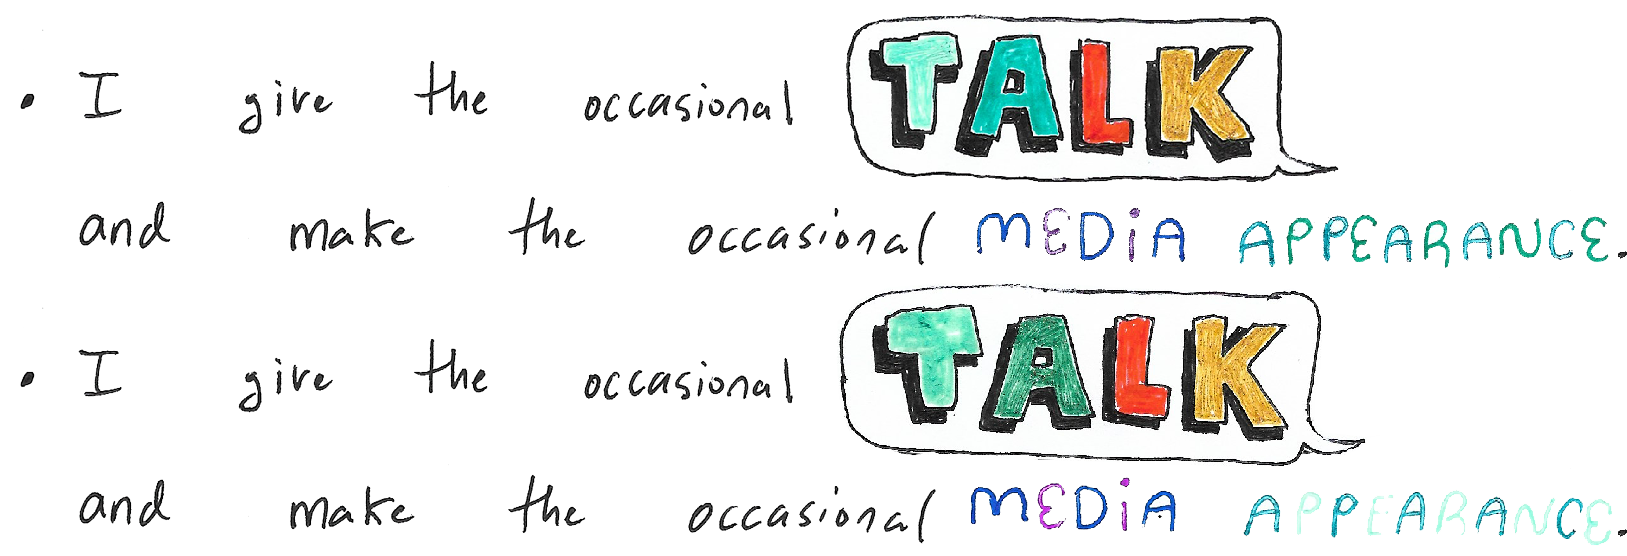 • I give the occasional TALK
and make the occasional MEDiA APPEARANCE.
• I give the occasional TALK
and make the occasional MEDiA APPEARANCE.